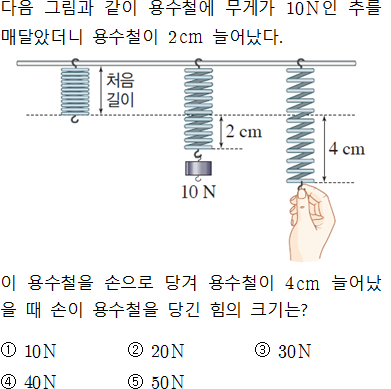 다음 그림과 같이 용수철에 무게가 10N인 추를
매달았더니 용수철이 2cm 늘어났다.
처음
길이
2 cm
4 cm
10 N
이 용수철을 손으로 당겨 용수철이 4cm 늘어났
을 때 손이 용수철을 당긴 힘의 크기는?
① 10N ② 20N ③ 30N
④ 40N ⑤ 50N